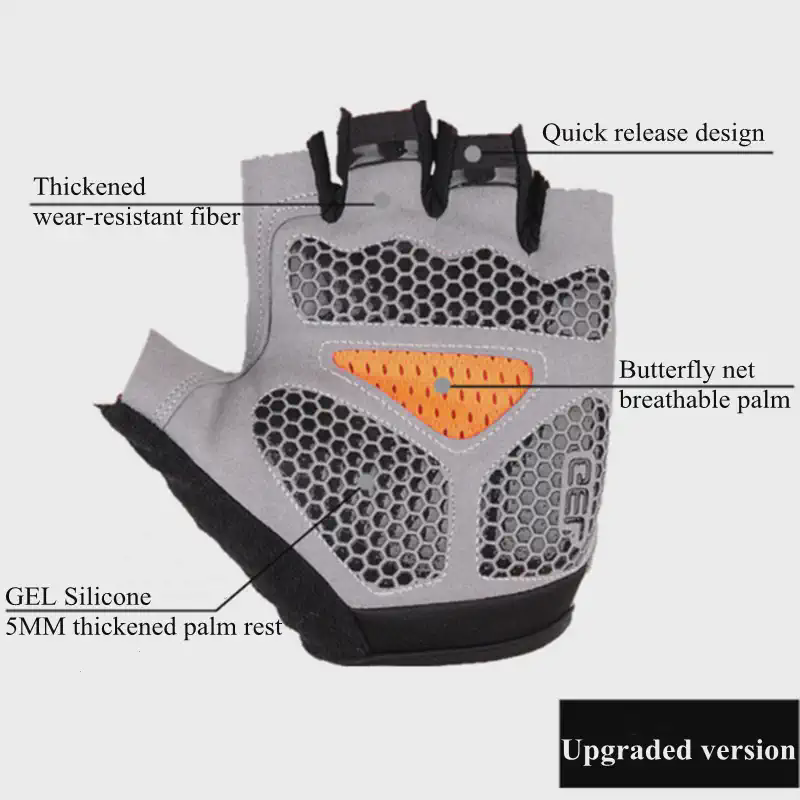 Quick release design
Thickened
wear-resistant fiber
Butterfly net
breathable palm
GEL
GEL Silicone
5MM thickened palm rest
Upgraded version